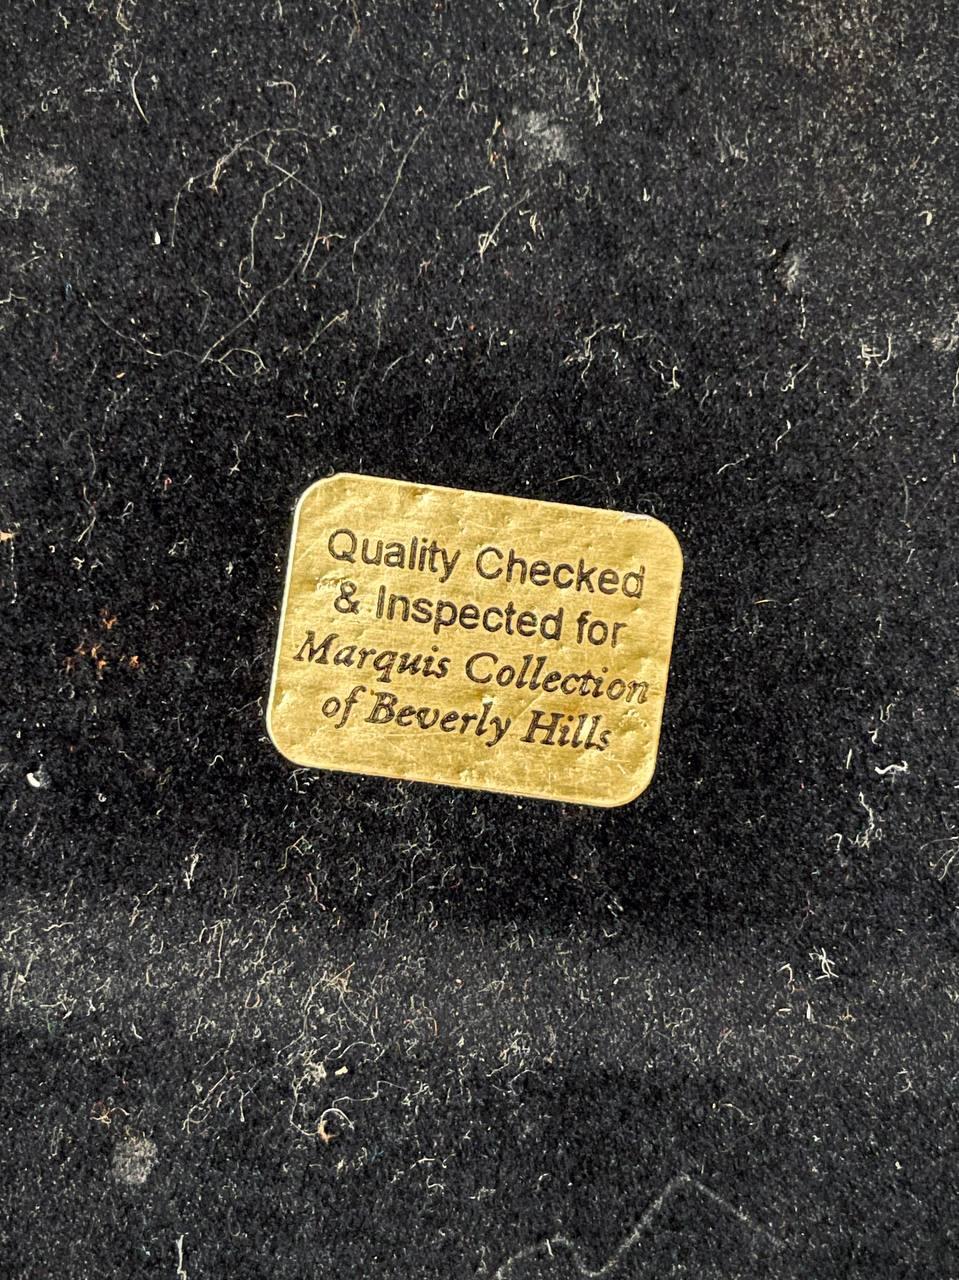 Quality Checked
& Inspected for
Marquis Collection
of Beverly Hills